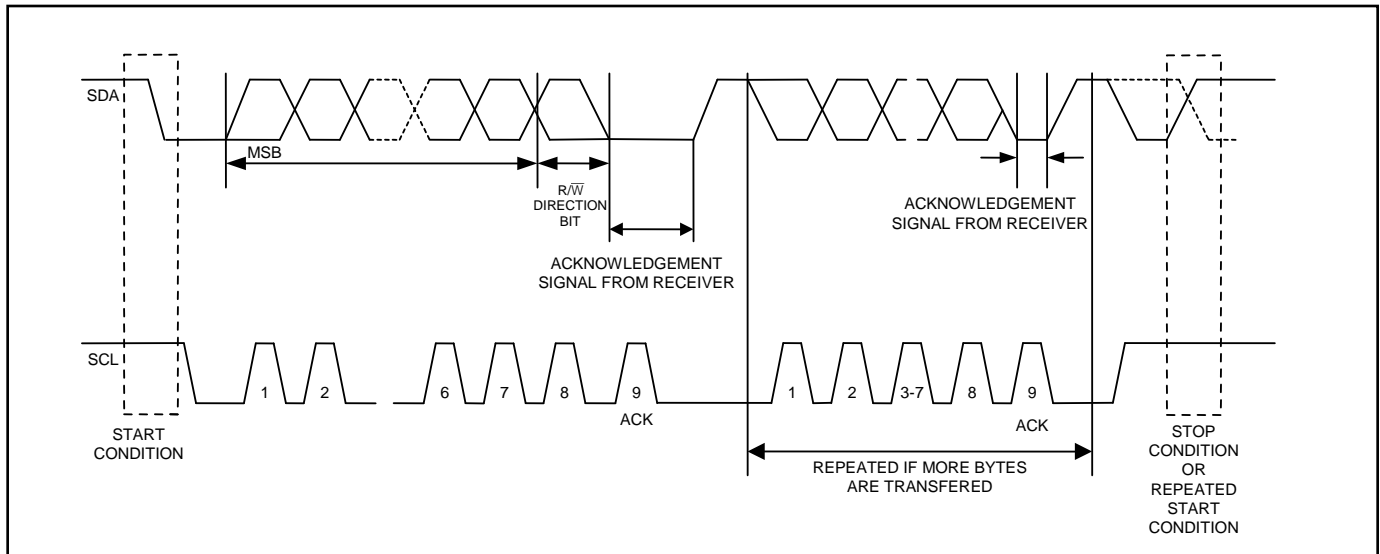 SDA
MSB
R/W̅
DIRECTION
BIT
ACKNOWLEDGEMENT
SIGNAL FROM RECEIVER
ACKNOWLEDGEMENT
SIGNAL FROM RECEIVER
SCL
1
2
6
7
8
9
1
2
3-7
8
9
ACK
ACK
START
CONDITION
REPEATED IF MORE BYTES
ARE TRANSFERED
STOP
CONDITION
OR
REPEATED
START
CONDITION